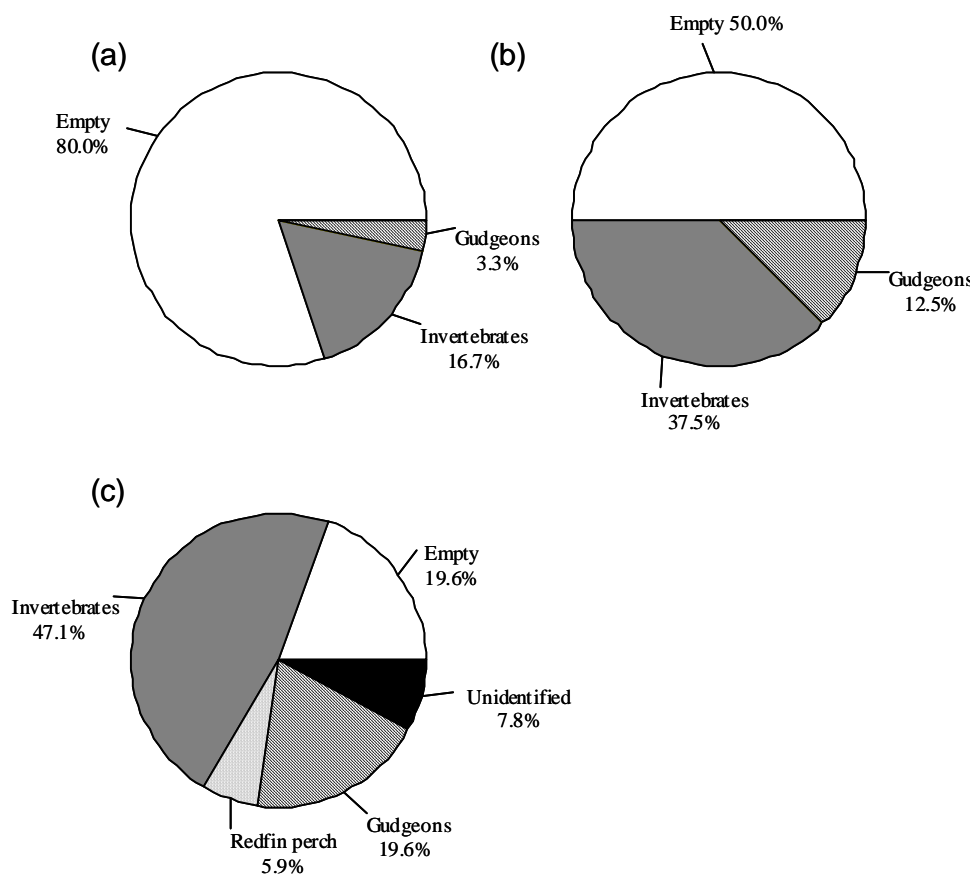 (a)
Empty
80.0%
Gudgeons
3.3%
Invertebrates
16.7%
(b)
Empty 50.0%
Gudgeons
12.5%
Invertebrates
37.5%
(c)
Empty
19.6%
Invertebrates
47.1%
Unidentified
7.8%
Gudgeons
19.6%
Redfin perch
5.9%